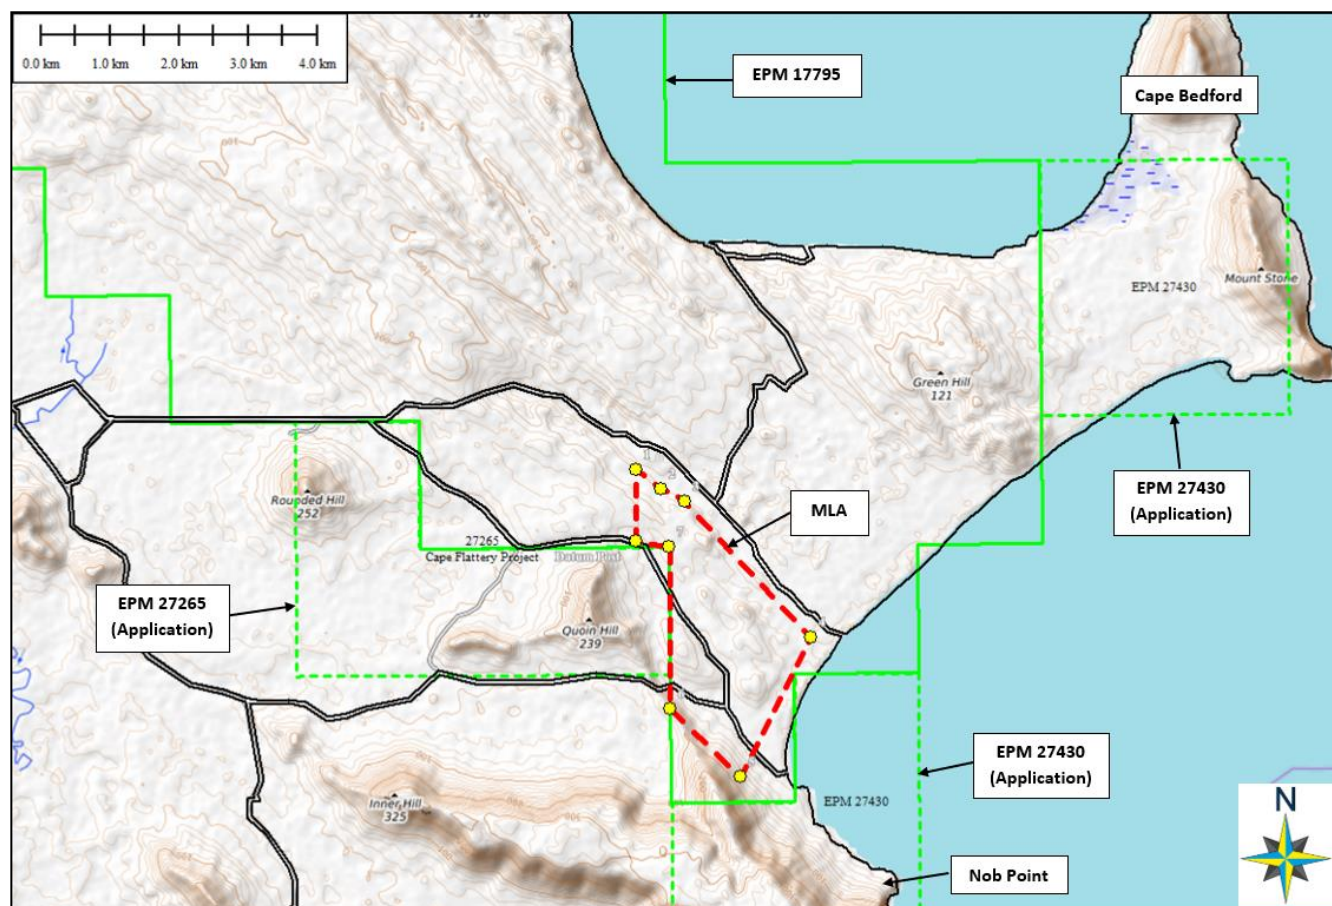 0.0 km 1.0 km 2.0 km 3.0 km 4.0 km
EPM 17795
Cape Bedford
Mount Stone
EPM 27430
Green Hill
121
EPM 27430
(Application)
Rounded Hill
252
MLA
27265
Cape Flattery Project
Datum Post
EPM 27265
(Application)
Quoin Hill
239
EPM 27430
(Application)
Inner Hill
325
EPM 27430
N
Nob Point